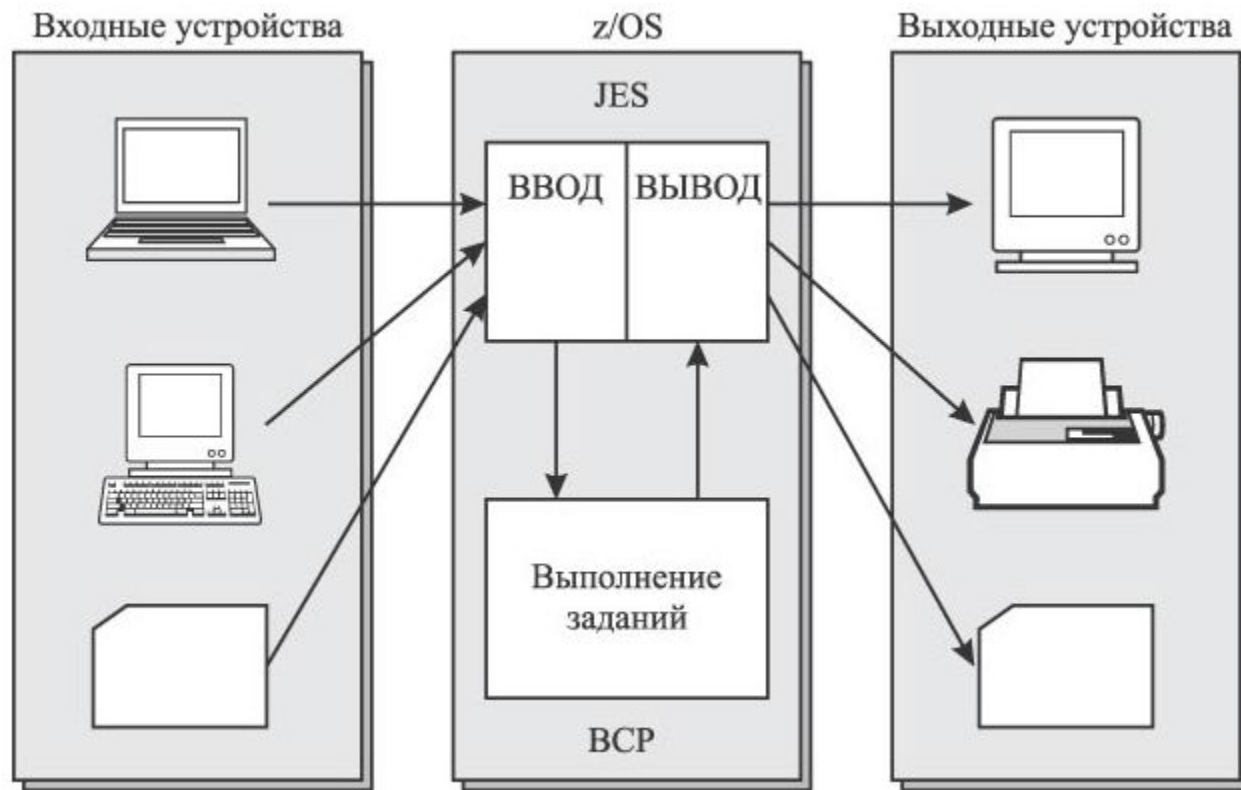 Входные устройства
z/OS
Выходные устройства
JES
ВВОД
ВЫВОД
Выполнение
заданий
BCP